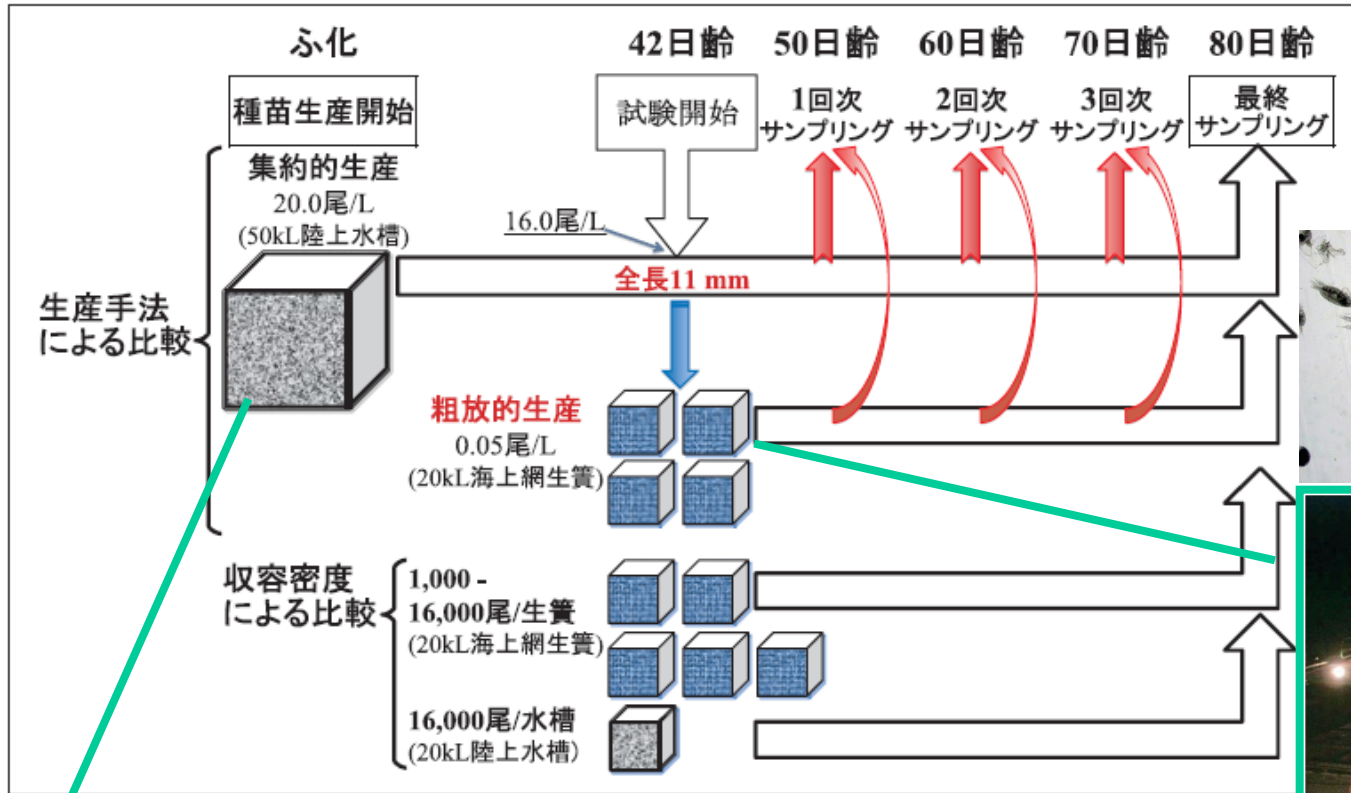 ふ化
42日齢
50日齢
60日齢
70日齢
80日齢
種苗生産開始
試験開始
1回次
サンプリング
2回次
サンプリング
3回次
サンプリング
最終
サンプリング
集約的生産
20.0尾/L
(50kL陸上水槽)
16.0尾/L
全長11 mm
生産手法
による比較
粗放的生産
0.05尾/L
(20kL海上網生簀)
収容密度
による比較
1,000 -
16,000尾/生簀
(20kL海上網生簀)
16,000尾/水槽
(20kL陸上水槽)